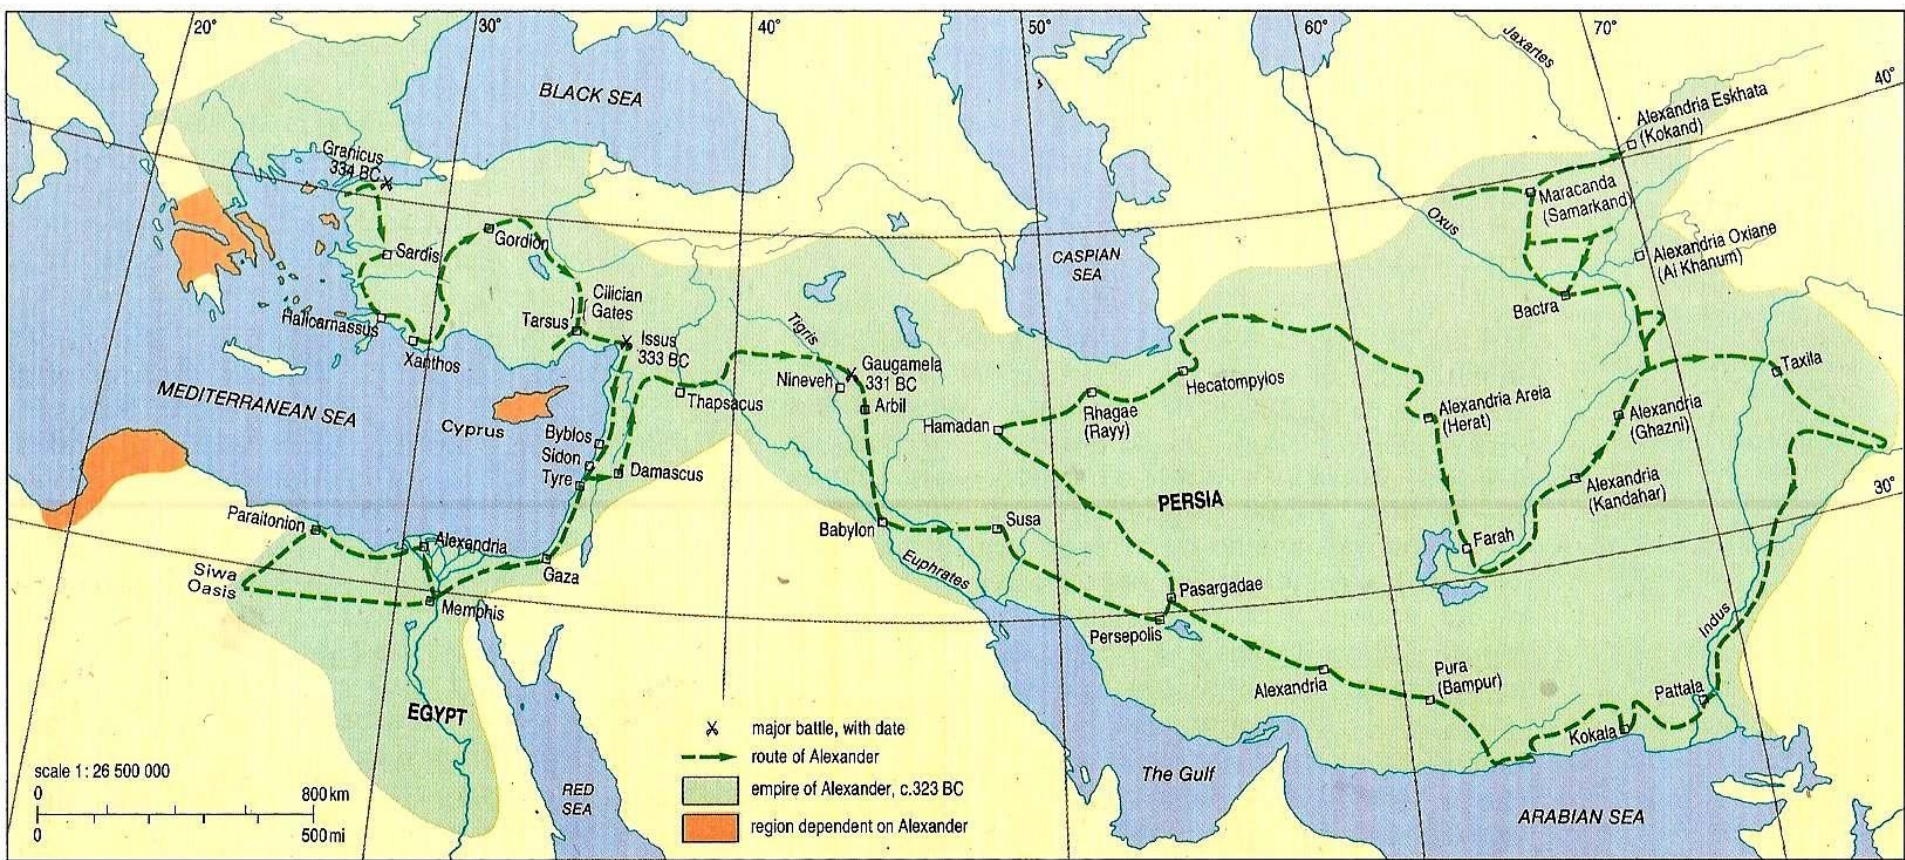 20°
30°
40°
50°
60°
70°
40°
30°
BLACK SEA
Jaxartes
Alexandria Eskhata
(Kokand)
Granicus
334 BC
Maracanda
(Samarkand)
Oxus
Sardis
Gordion
CASPIAN
SEA
Alexandria Oxiane
(Ai Khanum)
Cilician
Gates
Bactra
Halicarnassus
Tarsus
Issus
333 BC
Tigris
Xanthos
Gaugamela
331 BC
Nineveh
Arbil
Taxila
Hecatompylos
MEDITERRANEAN SEA
Thapsacus
Cyprus
Byblos
Sidon
Tyre
Damascus
Hamadan
Rhagae
(Rayy)
Alexandria Areia
(Herat)
Alexandria
(Ghazni)
Alexandria
(Kandahar)
PERSIA
Paraitonion
Alexandria
Babylon
Susa
Farah
Siwa
Oasis
Gaza
Memphis
Euphrates
Pasargadae
Persepolis
Indus
Alexandria
Pura
(Bampur)
Pattala
Kokala
EGYPT
RED
SEA
The Gulf
ARABIAN SEA
major battle, with date
route of Alexander
empire of Alexander, c.323 BC
region dependent on Alexander
scale 1 : 26 500 000
0
800 km
0
500 mi